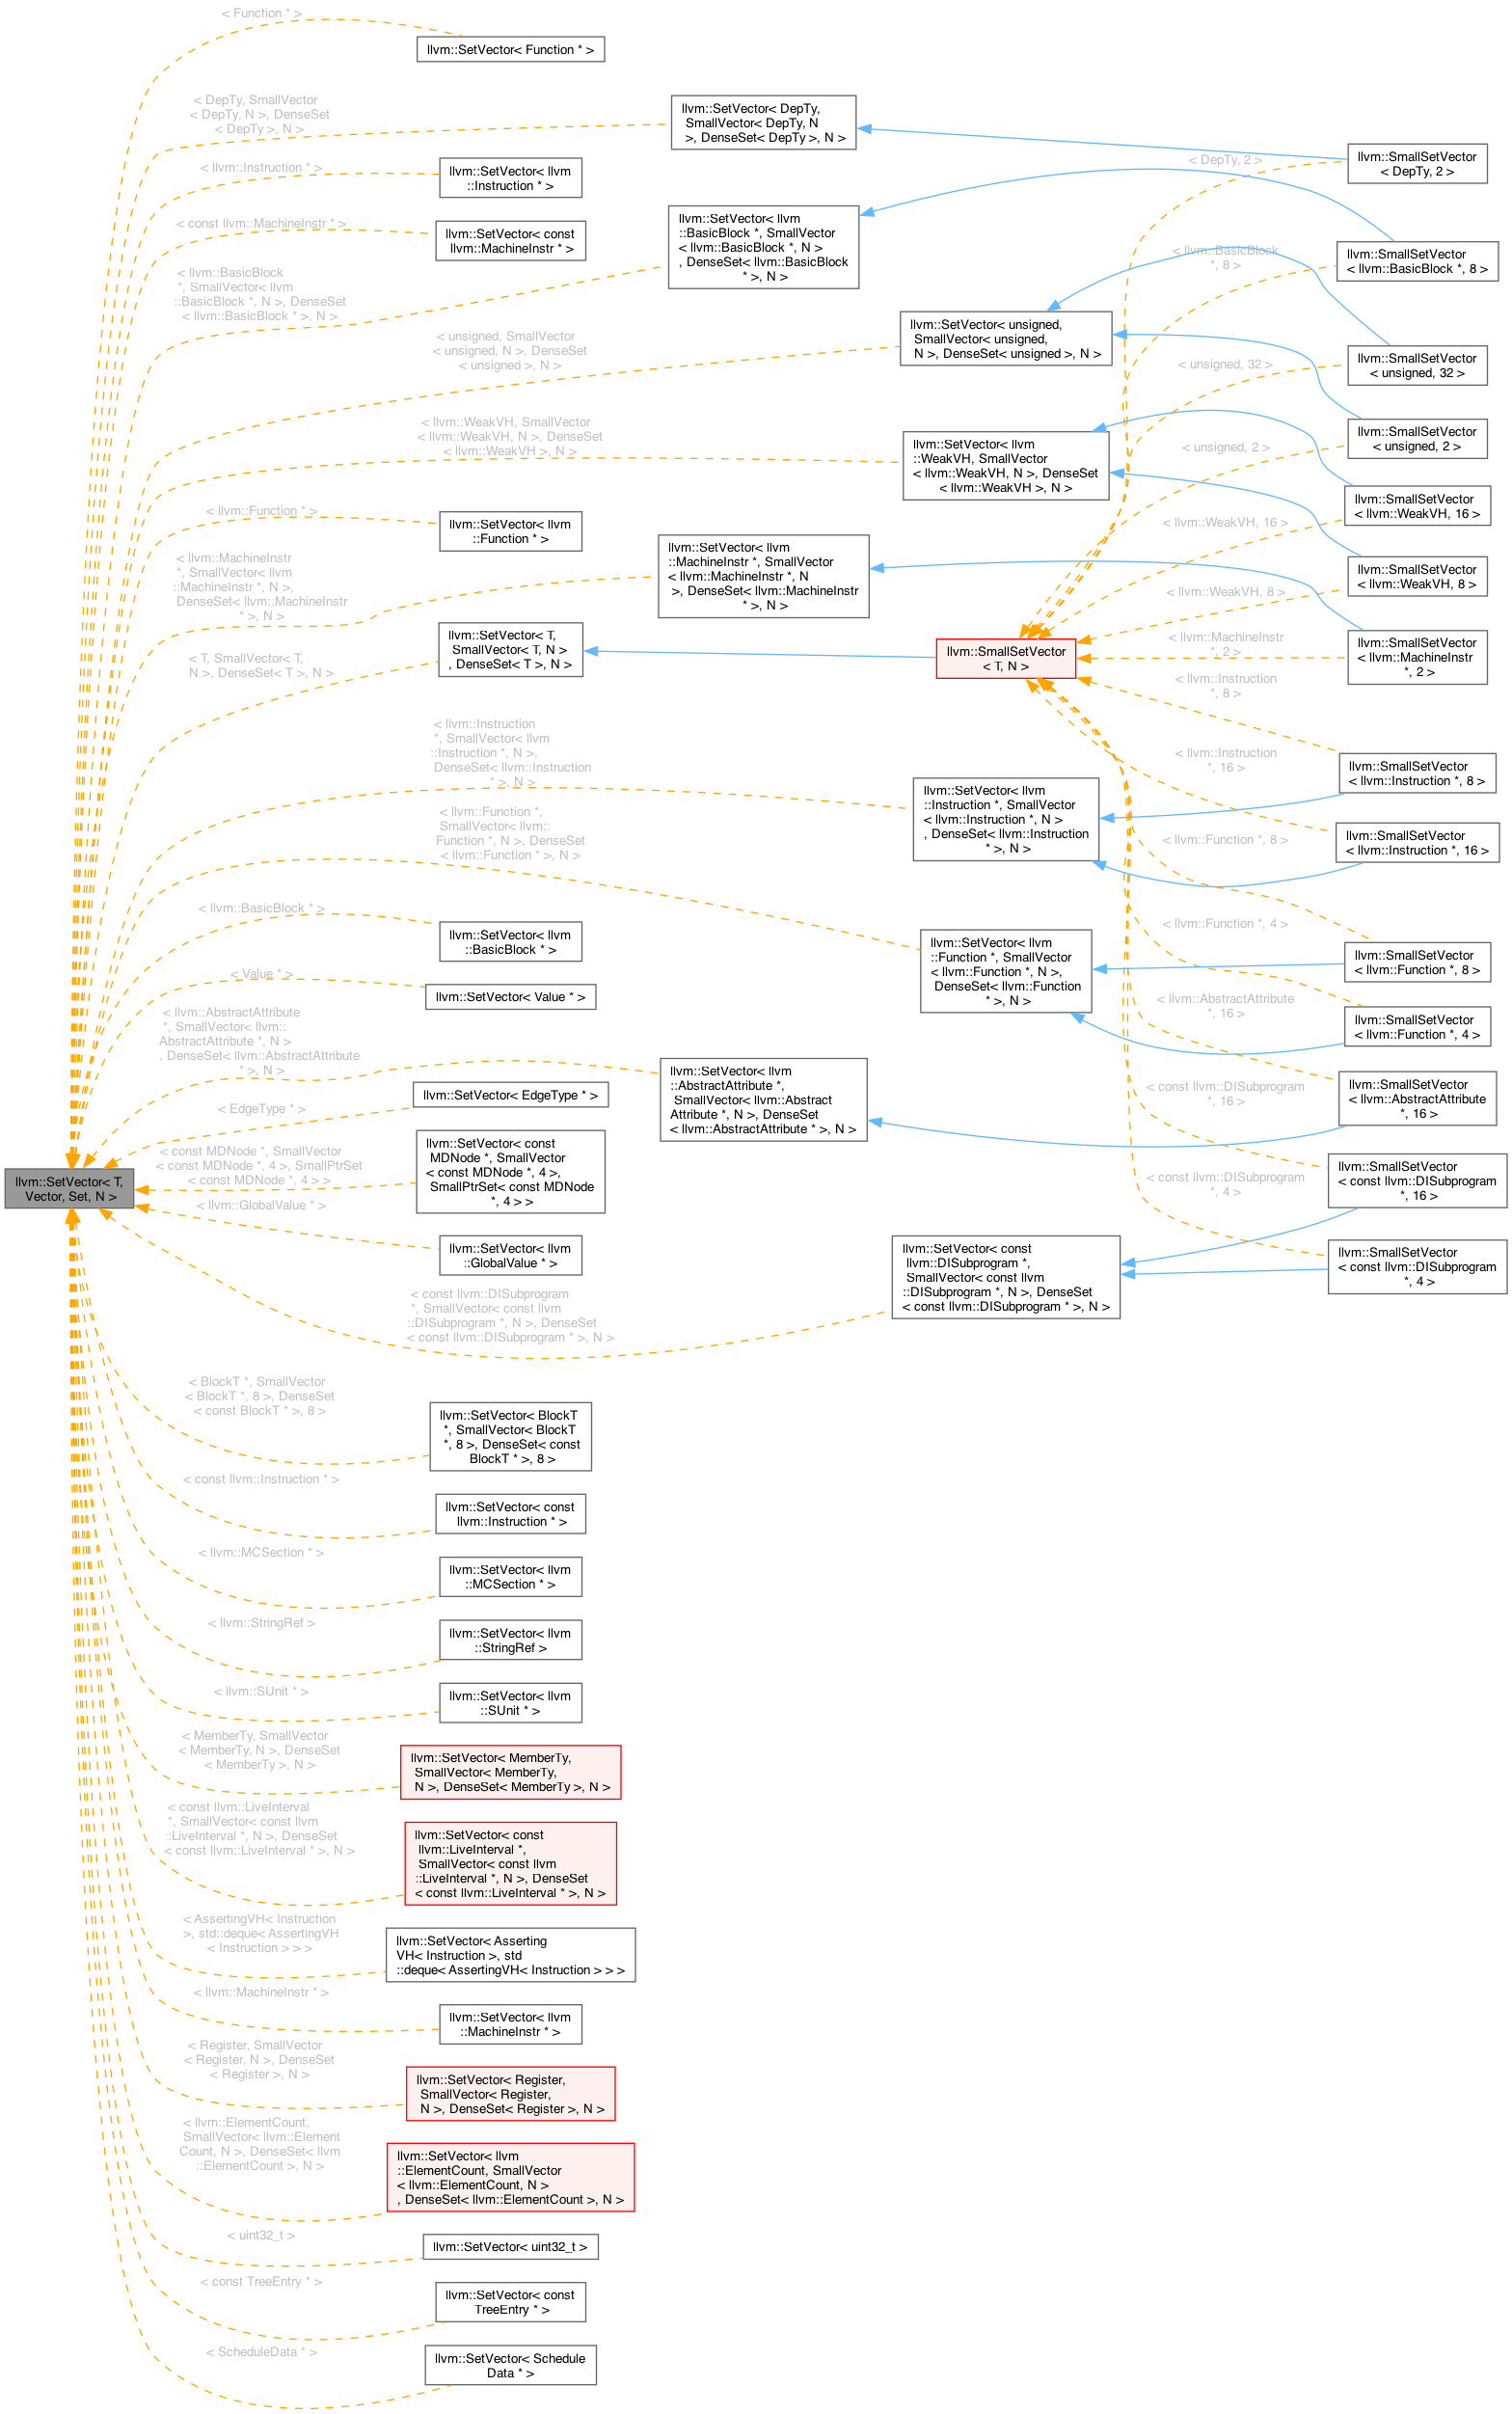 < Function * >
llvm::SetVector< Function * >
< DepTy, SmallVector
< DepTy, N >, DenseSet
< DepTy >, N >
llvm::SetVector< DepTy,
SmallVector< DepTy, N
>, DenseSet< DepTy >, N >
< DepTy, 2 >
llvm::SmallSetVector
< DepTy, 2 >
< llvm::Instruction * >
llvm::SetVector< llvm
::Instruction * >
< const llvm::MachineInstr * >
llvm::SetVector< const
llvm::MachineInstr * >
< llvm::BasicBlock
*, SmallVector< llvm
::BasicBlock *, N >, DenseSet
< llvm::BasicBlock * >, N >
llvm::SetVector< llvm
::BasicBlock *, SmallVector
< llvm::BasicBlock *, N >
, DenseSet< llvm::BasicBlock
* >, N >
< llvm::BasicBlock
*, 8 >
llvm::SmallSetVector
< llvm::BasicBlock *, 8 >
< unsigned, SmallVector
< unsigned, N >, DenseSet
< unsigned >, N >
llvm::SetVector< unsigned,
SmallVector< unsigned,
N >, DenseSet< unsigned >, N >
< unsigned, 32 >
llvm::SmallSetVector
< unsigned, 32 >
< unsigned, 2 >
llvm::SmallSetVector
< unsigned, 2 >
< llvm::WeakVH, SmallVector
< llvm::WeakVH, N >, DenseSet
< llvm::WeakVH >, N >
llvm::SetVector< llvm
::WeakVH, SmallVector
< llvm::WeakVH, N >, DenseSet
< llvm::WeakVH >, N >
< llvm::WeakVH, 16 >
llvm::SmallSetVector
< llvm::WeakVH, 16 >
< llvm::Function * >
llvm::SetVector< llvm
::Function * >
< llvm::WeakVH, 8 >
llvm::SmallSetVector
< llvm::WeakVH, 8 >
< llvm::MachineInstr
*, SmallVector< llvm
::MachineInstr *, N >,
DenseSet< llvm::MachineInstr
* >, N >
llvm::SetVector< llvm
::MachineInstr *, SmallVector
< llvm::MachineInstr *, N
>, DenseSet< llvm::MachineInstr
* >, N >
< llvm::MachineInstr
*, 2 >
llvm::SmallSetVector
< llvm::MachineInstr
*, 2 >
< T, SmallVector< T,
N >, DenseSet< T >, N >
llvm::SetVector< T,
SmallVector< T, N >
, DenseSet< T >, N >
llvm::SmallSetVector
< T, N >
< llvm::Instruction
*, 8 >
llvm::SmallSetVector
< llvm::Instruction *, 8 >
< llvm::Instruction
*, SmallVector< llvm
::Instruction *, N >,
DenseSet< llvm::Instruction
* >, N >
llvm::SetVector< llvm
::Instruction *, SmallVector
< llvm::Instruction *, N >
, DenseSet< llvm::Instruction
* >, N >
< llvm::Instruction
*, 16 >
llvm::SmallSetVector
< llvm::Instruction *, 16 >
< llvm::Function *,
SmallVector< llvm::
Function *, N >, DenseSet
< llvm::Function * >, N >
llvm::SetVector< llvm
::Function *, SmallVector
< llvm::Function *, N >,
DenseSet< llvm::Function
* >, N >
< llvm::Function *, 8 >
llvm::SmallSetVector
< llvm::Function *, 8 >
< llvm::Function *, 4 >
llvm::SmallSetVector
< llvm::Function *, 4 >
< llvm::BasicBlock * >
llvm::SetVector< llvm
::BasicBlock * >
< Value * >
llvm::SetVector< Value * >
< llvm::AbstractAttribute
*, SmallVector< llvm::
AbstractAttribute *, N >
, DenseSet< llvm::AbstractAttribute
* >, N >
llvm::SetVector< llvm
::AbstractAttribute *,
SmallVector< llvm::Abstract
Attribute *, N >, DenseSet
< llvm::AbstractAttribute * >, N >
< llvm::AbstractAttribute
*, 16 >
llvm::SmallSetVector
< llvm::AbstractAttribute
*, 16 >
< EdgeType * >
llvm::SetVector< EdgeType * >
< const MDNode *, SmallVector
< const MDNode *, 4 >, SmallPtrSet
< const MDNode *, 4 > >
llvm::SetVector< const
MDNode *, SmallVector
< const MDNode *, 4 >,
SmallPtrSet< const MDNode
*, 4 > >
llvm::SetVector< T,
Vector, Set, N >
< const llvm::DISubprogram
*, 16 >
llvm::SmallSetVector
< const llvm::DISubprogram
*, 16 >
< llvm::GlobalValue * >
llvm::SetVector< llvm
::GlobalValue * >
< const llvm::DISubprogram
*, SmallVector< const llvm
::DISubprogram *, N >, DenseSet
< const llvm::DISubprogram * >, N >
llvm::SetVector< const
llvm::DISubprogram *,
SmallVector< const llvm
::DISubprogram *, N >, DenseSet
< const llvm::DISubprogram * >, N >
< const llvm::DISubprogram
*, 4 >
llvm::SmallSetVector
< const llvm::DISubprogram
*, 4 >
< BlockT *, SmallVector
< BlockT *, 8 >, DenseSet
< const BlockT * >, 8 >
llvm::SetVector< BlockT
*, SmallVector< BlockT
*, 8 >, DenseSet< const
BlockT * >, 8 >
< const llvm::Instruction * >
llvm::SetVector< const
llvm::Instruction * >
< llvm::MCSection * >
llvm::SetVector< llvm
::MCSection * >
< llvm::StringRef >
llvm::SetVector< llvm
::StringRef >
< llvm::SUnit * >
llvm::SetVector< llvm
::SUnit * >
< MemberTy, SmallVector
< MemberTy, N >, DenseSet
< MemberTy >, N >
llvm::SetVector< MemberTy,
SmallVector< MemberTy,
N >, DenseSet< MemberTy >, N >
< const llvm::LiveInterval
*, SmallVector< const llvm
::LiveInterval *, N >, DenseSet
< const llvm::LiveInterval * >, N >
llvm::SetVector< const
llvm::LiveInterval *,
SmallVector< const llvm
::LiveInterval *, N >, DenseSet
< const llvm::LiveInterval * >, N >
< AssertingVH< Instruction
>, std::deque< AssertingVH
< Instruction > > >
llvm::SetVector< Asserting
VH< Instruction >, std
::deque< AssertingVH< Instruction > > >
< llvm::MachineInstr * >
llvm::SetVector< llvm
::MachineInstr * >
< Register, SmallVector
< Register, N >, DenseSet
< Register >, N >
llvm::SetVector< Register,
SmallVector< Register,
N >, DenseSet< Register >, N >
< llvm::ElementCount,
SmallVector< llvm::Element
Count, N >, DenseSet< llvm
::ElementCount >, N >
llvm::SetVector< llvm
::ElementCount, SmallVector
< llvm::ElementCount, N >
, DenseSet< llvm::ElementCount >, N >
< uint32_t >
llvm::SetVector< uint32_t >
< const TreeEntry * >
llvm::SetVector< const
TreeEntry * >
< ScheduleData * >
llvm::SetVector< Schedule
Data * >